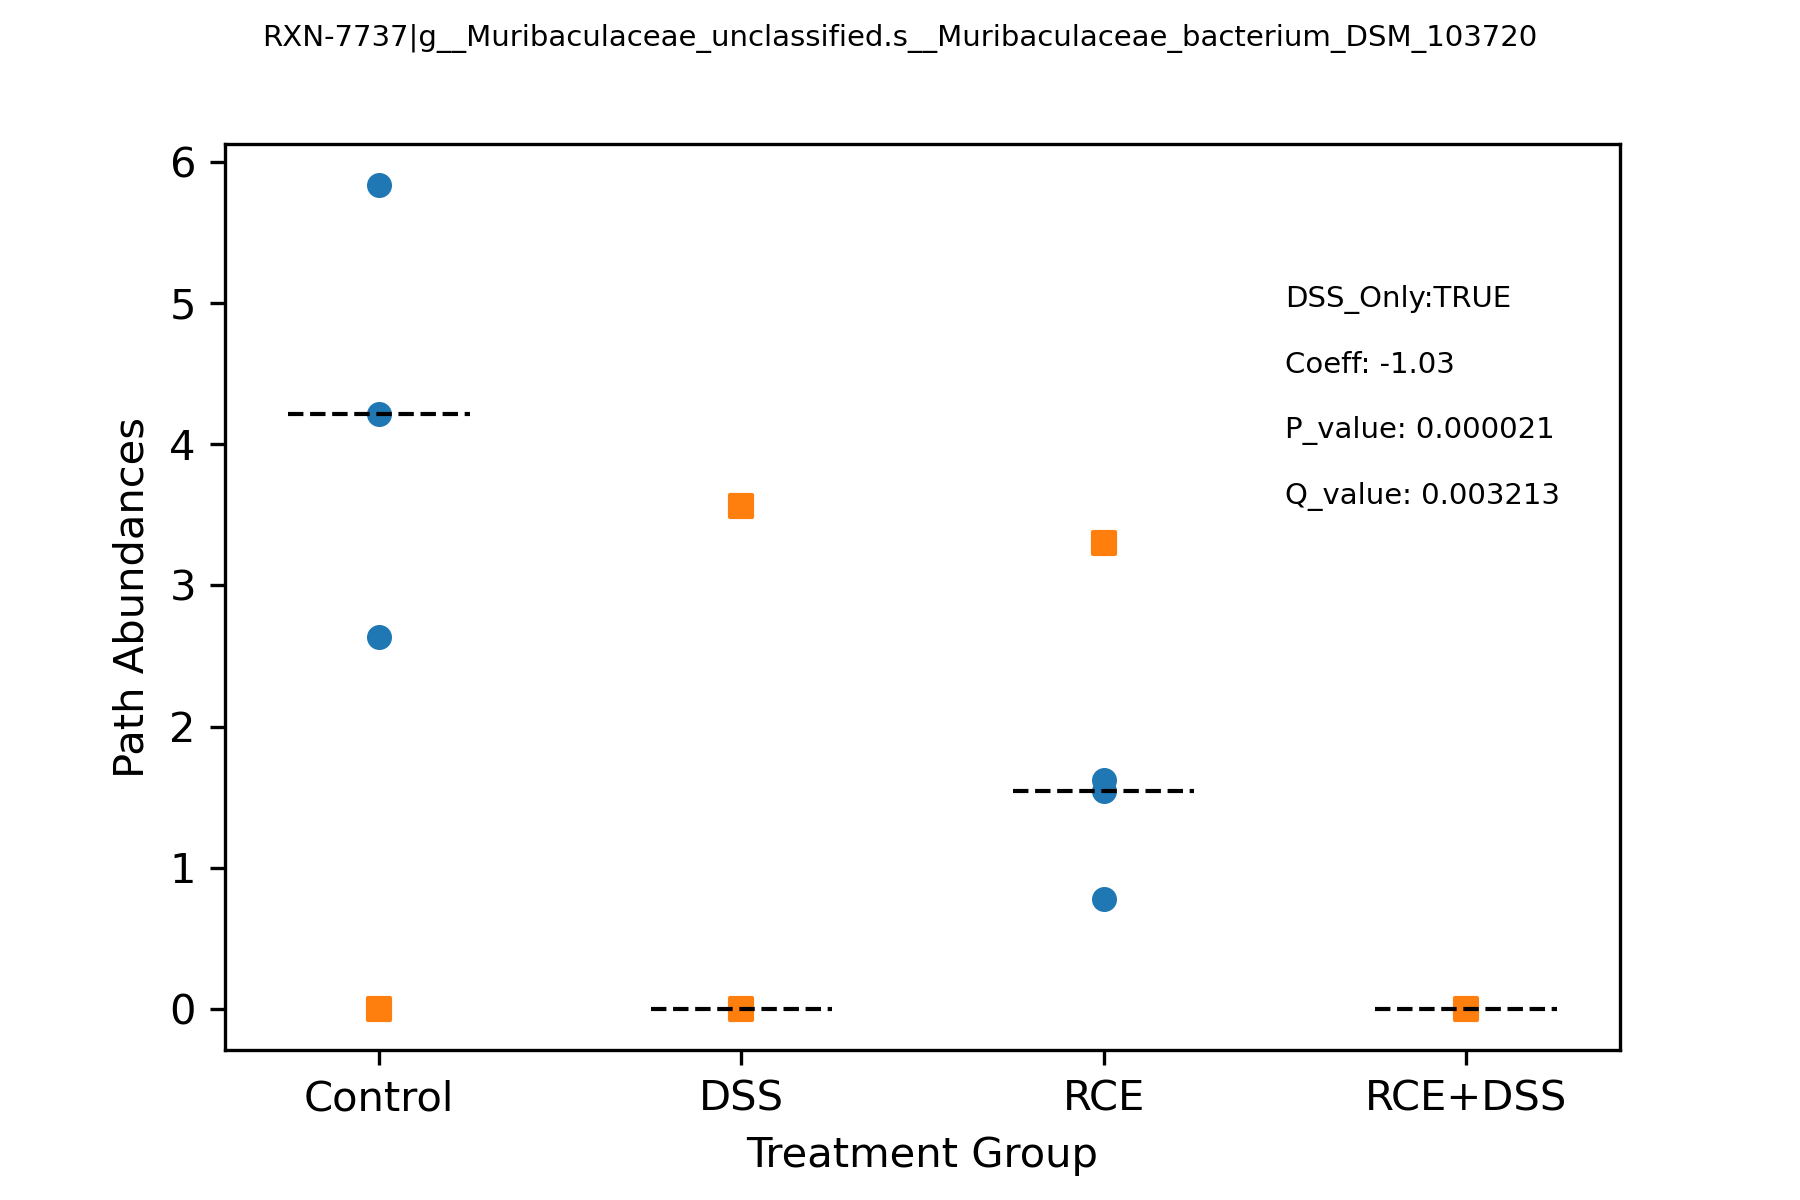 RXN-7737|g__Muribaculaceae_unclassified.s__Muribaculaceae_bacterium_DSM_103720
6
5
4
3
2
1
0
Path Abundances
DSS_Only:TRUE
Coeff: -1.03
P_value: 0.000021
Q_value: 0.003213
Control
DSS
RCE
RCE+DSS
Treatment Group